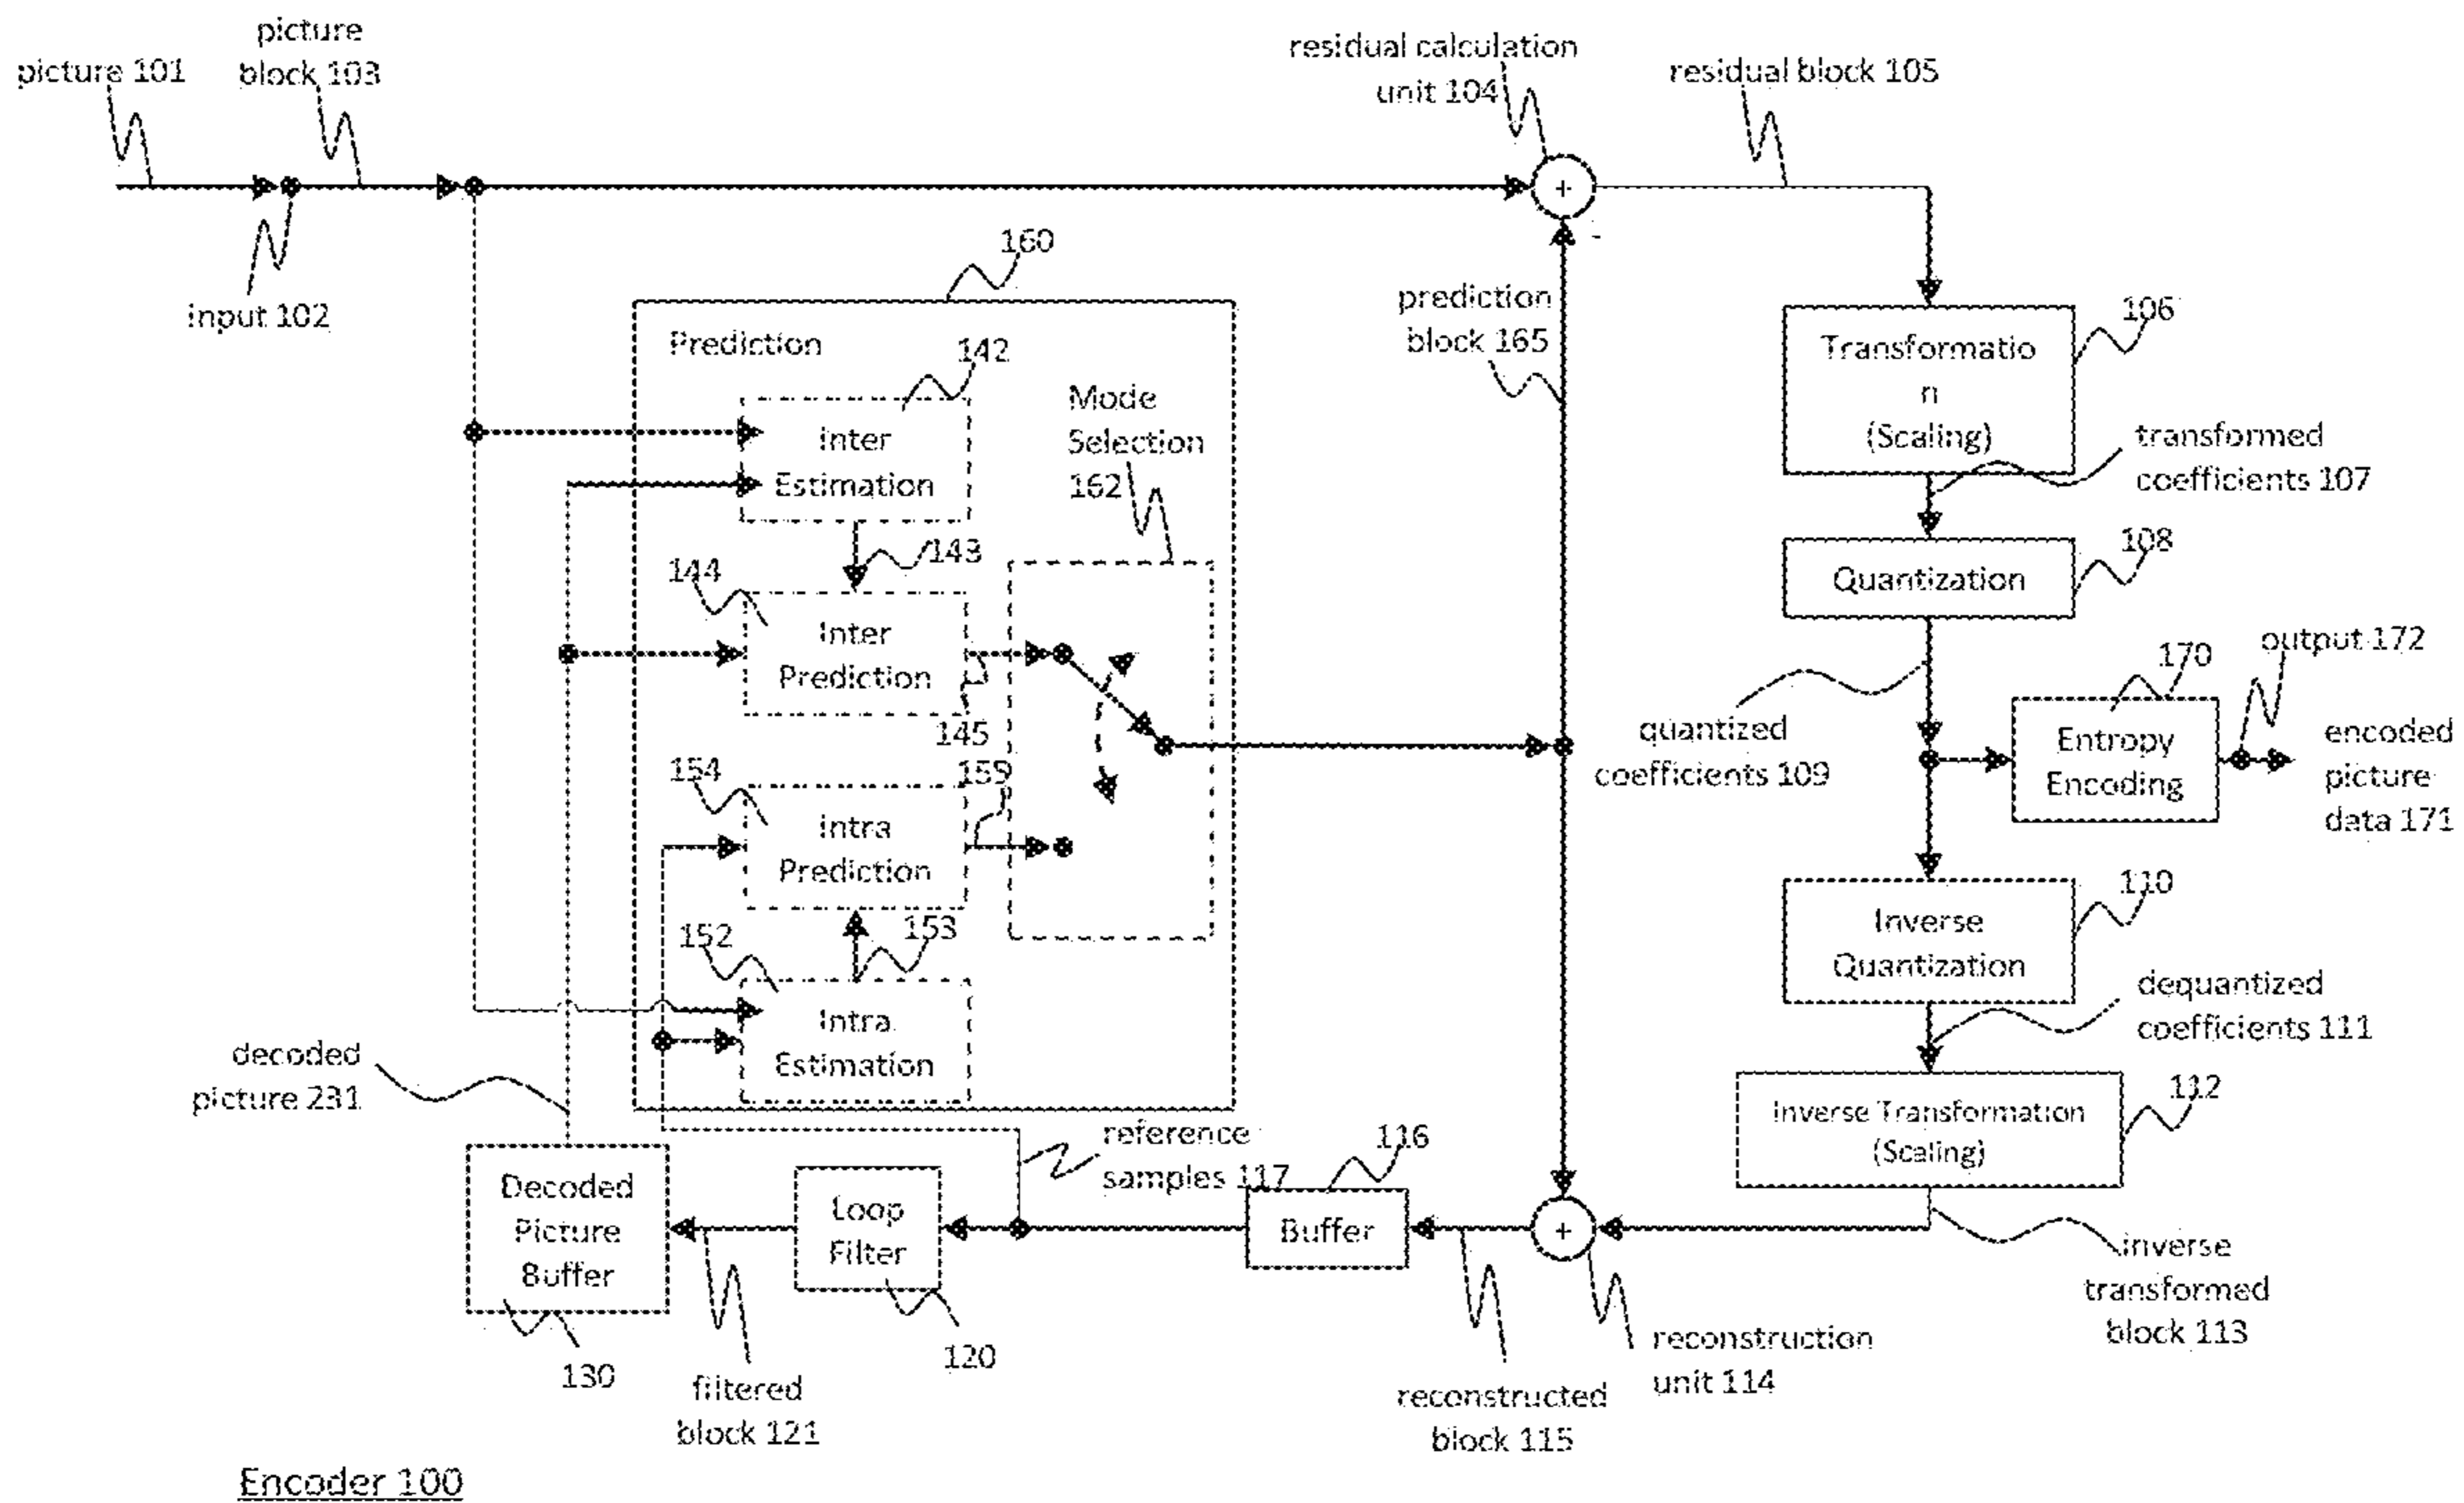 picture 101
picture
block 103
input 102
residual calculation
unit 104
residual block 105
+
-
160
Prediction
142
Inter
Estimation
143
144
Inter
Prediction
145
Mode
Selection
162
154
Intra
Prediction
159
152
153
Intra
Estimation
prediction
block 165
106
Transformatio
n
(Scaling)
transformed
coefficients 107
108
Quantization
quantized
coefficients 109
170
Entropy
Encoding
output 172
encoded
picture
data 171
110
Inverse
Quantization
dequantized
coefficients 111
112
Inverse Transformation
(Scaling)
inverse
transformed
block 113
+
reconstruction
unit 114
reconstructed
block 115
116
Buffer
reference
samples 117
Loop
Filter
120
filtered
block 121
Decoded
Picture
Buffer
130
decoded
picture 231
Encoder 100